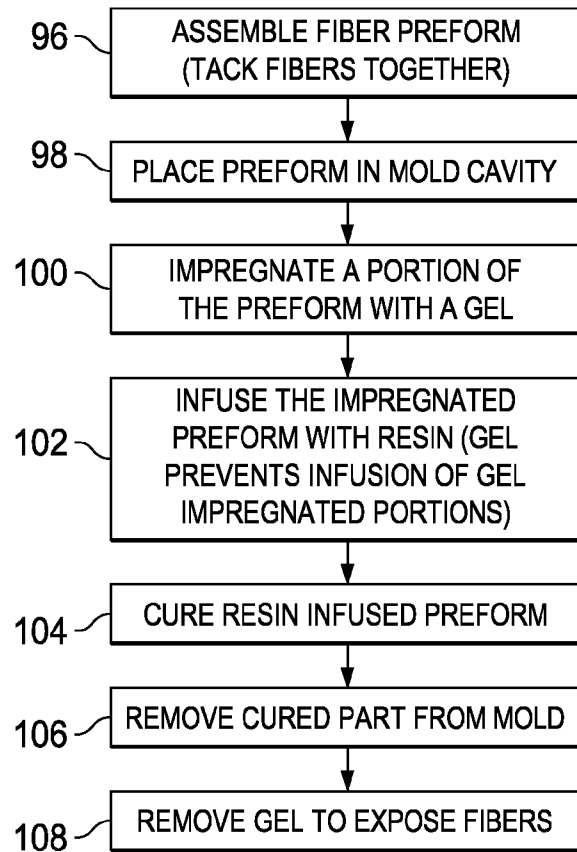 96
ASSEMBLE FIBER PREFORM
(TACK FIBERS TOGETHER)
98
PLACE PREFORM IN MOLD CAVITY
100
IMPREGNATE A PORTION OF
THE PREFORM WITH A GEL
102
INFUSE THE IMPREGNATED
PREFORM WITH RESIN (GEL
PREVENTS INFUSION OF GEL
IMPREGNATED PORTIONS)
104
CURE RESIN INFUSED PREFORM
106
REMOVE CURED PART FROM MOLD
108
REMOVE GEL TO EXPOSE FIBERS